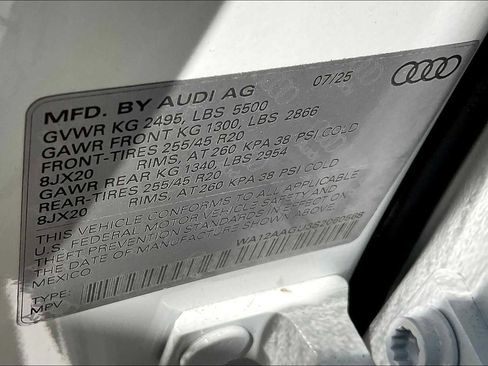 MFD. BY AUDI AG 07/25
GVWR KG 2495, LBS 5500
GAWR FRONT KG 1300, LBS 2866
FRONT-TIRES 255/45 R20
8JX20 RIMS, AT 260 KPA 38 PSI COLD
GAWR REAR KG 1340, LBS 2954
REAR-TIRES 255/45 R20
8JX20 RIMS, AT 260 KPA 38 PSI COLD
THIS VEHICLE CONFORMS TO ALL APPLICABLE
U.S. FEDERAL MOTOR VEHICLE SAFETY AND
THEFT PREVENTION STANDARDS IN EFFECT ON
THE DATE OF MANUFACTURE SHOWN ABOVE.
MEXICO
TYPE:
MPV